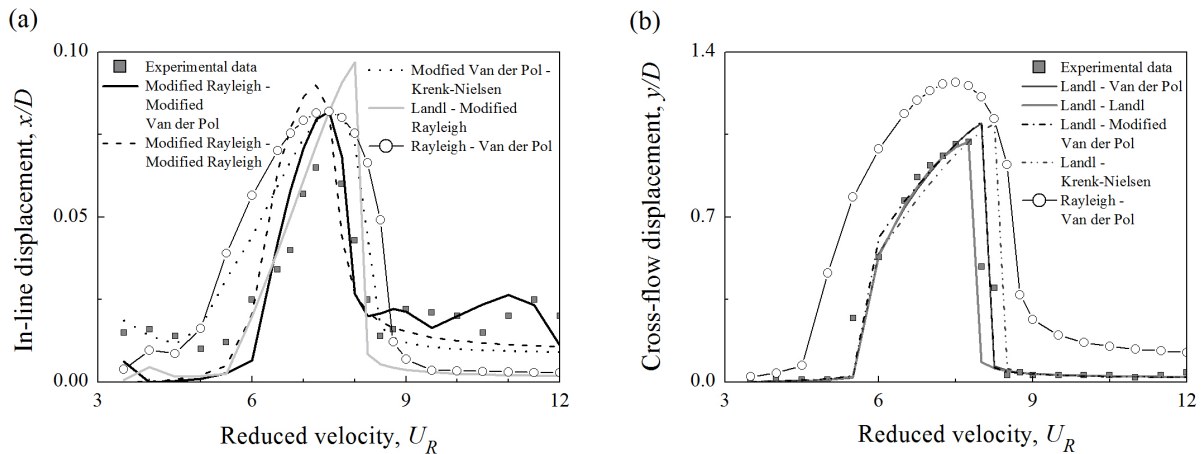 (a)
0.10
0.05
0.00
3
6
9
12
In-line displacement, x/D
Reduced velocity, U_R
Experimental data
Modified Rayleigh -
Modified
Van der Pol
Modified Rayleigh -
Modified Rayleigh
Modfied Van der Pol -
Krenk-Nielsen
Landl - Modified
Rayleigh
Rayleigh - Van der Pol
(b)
1.4
0.7
0.0
3
6
9
12
Cross-flow displacement, y/D
Reduced velocity, U_R
Experimental data
Landl - Van der Pol
Landl - Landl
Landl - Modified
Van der Pol
Landl -
Krenk-Nielsen
Rayleigh -
Van der Pol